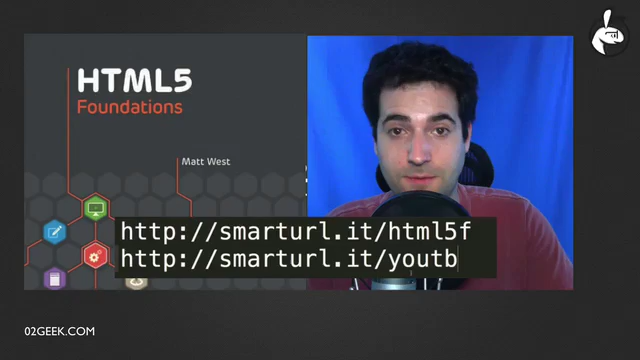 HTML5
Foundations
Matt West
http://smarturl.it/html5f
http://smarturl.it/youtb
02GEEK.COM